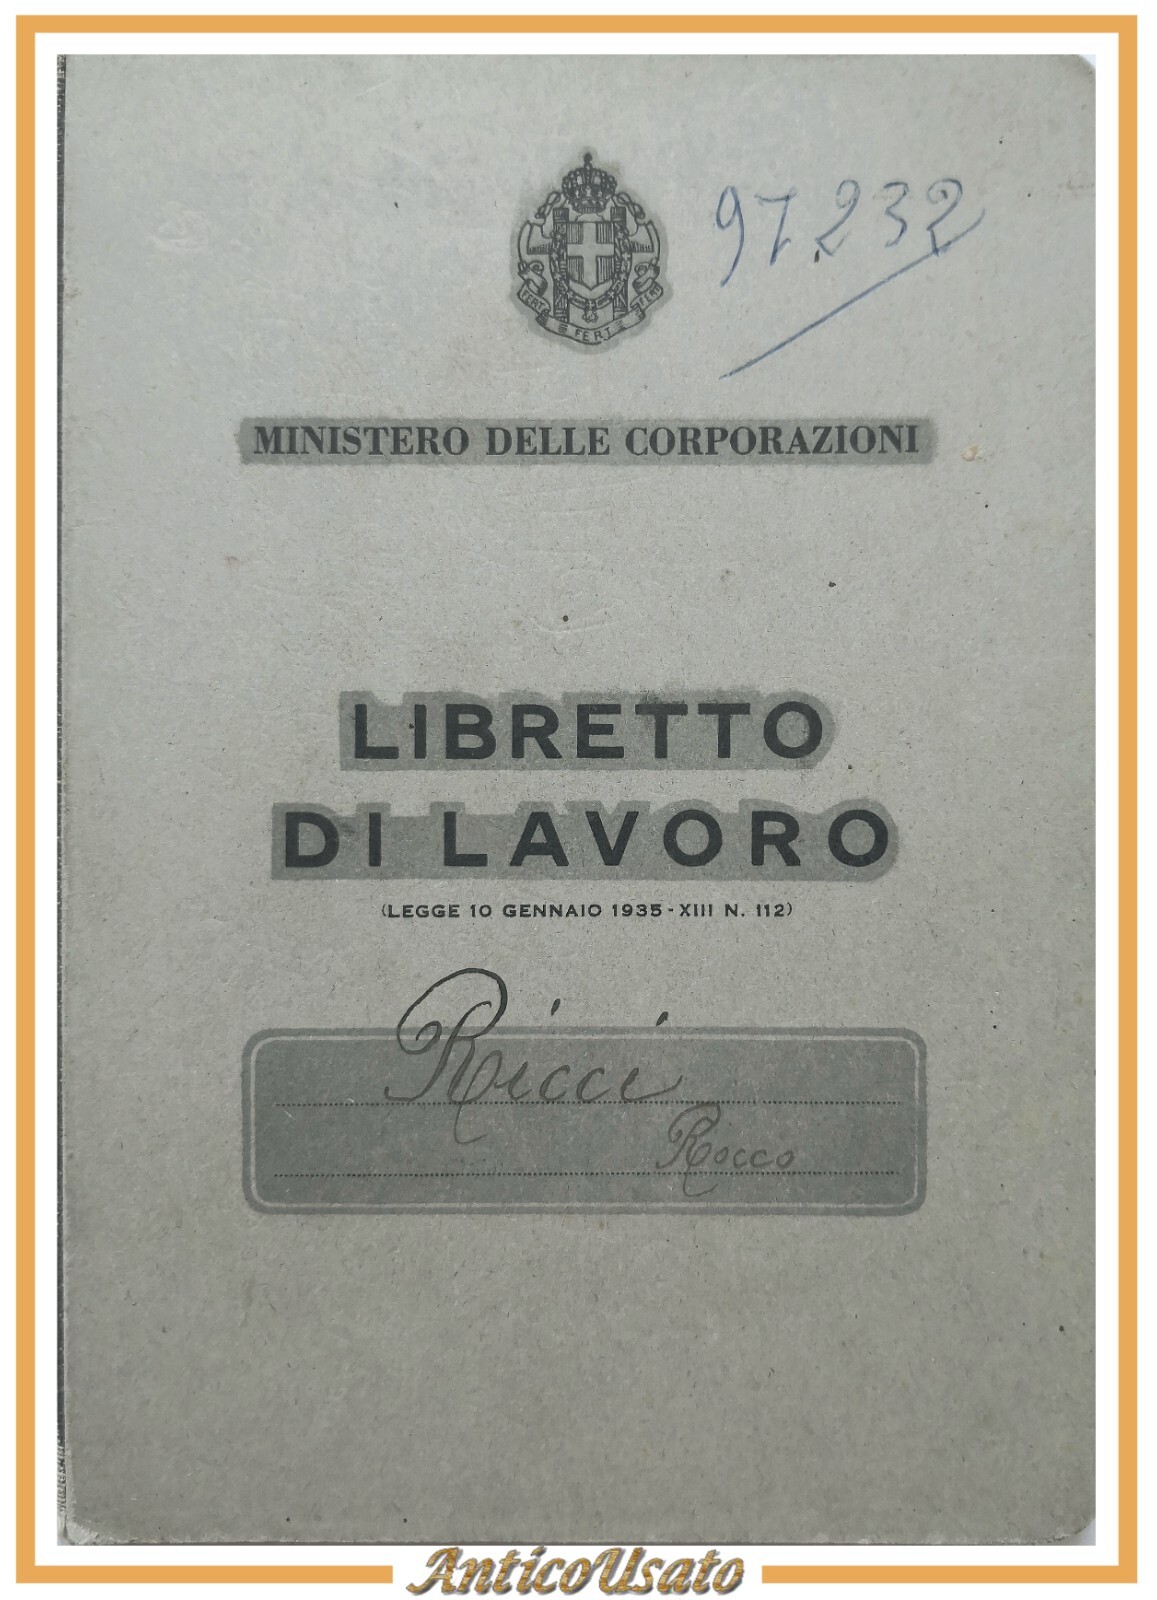 97232
FERT FERT FERT
MINISTERO DELLE CORPORAZIONI
LIBRETTO
DI LAVORO
(LEGGE 10 GENNAIO 1935-XIII N. 112)
Ricci
Rocco
AnticoUsato